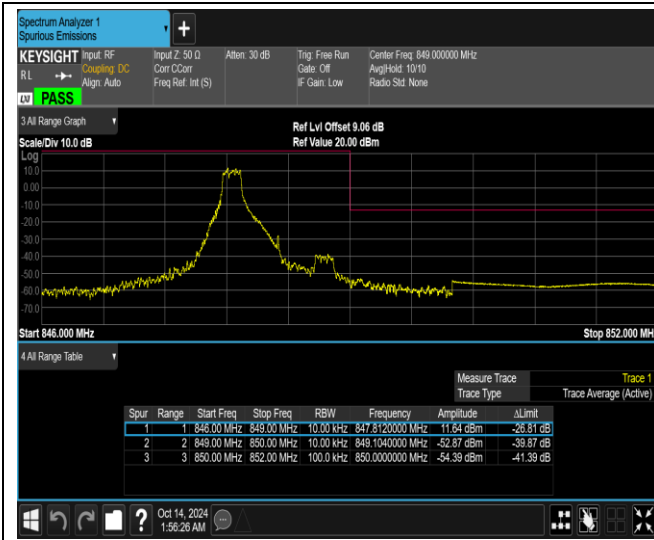 Spectrum Analyzer 1
Spurious Emissions
+
KEYSIGHT Input: RF Input Z: 50 Ω Atten: 30 dB Trig: Free Run Center Freq: 849.000000 MHz
RL Coupling: DC Corr CCorr Gate: Off Avg|Hold: 10/10
Align: Auto Freq Ref: Int (S) IF Gain: Low Radio Std: None
LXI PASS
3 All Range Graph
Ref Lvl Offset 9.06 dB
Scale/Div 10.0 dB Ref Value 20.00 dBm
Log
10.0
0.00
-10.0
-20.0
-30.0
-40.0
-50.0
-60.0
-70.0
Start 846.000 MHz Stop 852.000 MH
4 All Range Table
Measure Trace Trace 1
Trace Type Trace Average (Active)
Spur Range Start Freq Stop Freq RBW Frequency Amplitude ΔLimit
1 1 846.00 MHz 849.00 MHz 10.00 kHz 847.8120000 MHz 11.64 dBm -26.81 dB
2 2 849.00 MHz 850.00 MHz 10.00 kHz 849.1040000 MHz -52.87 dBm -39.87 dB
3 3 850.00 MHz 852.00 MHz 100.0 kHz 850.0000000 MHz -54.39 dBm -41.39 dB
? Oct 14, 2024
1:56:26 AM